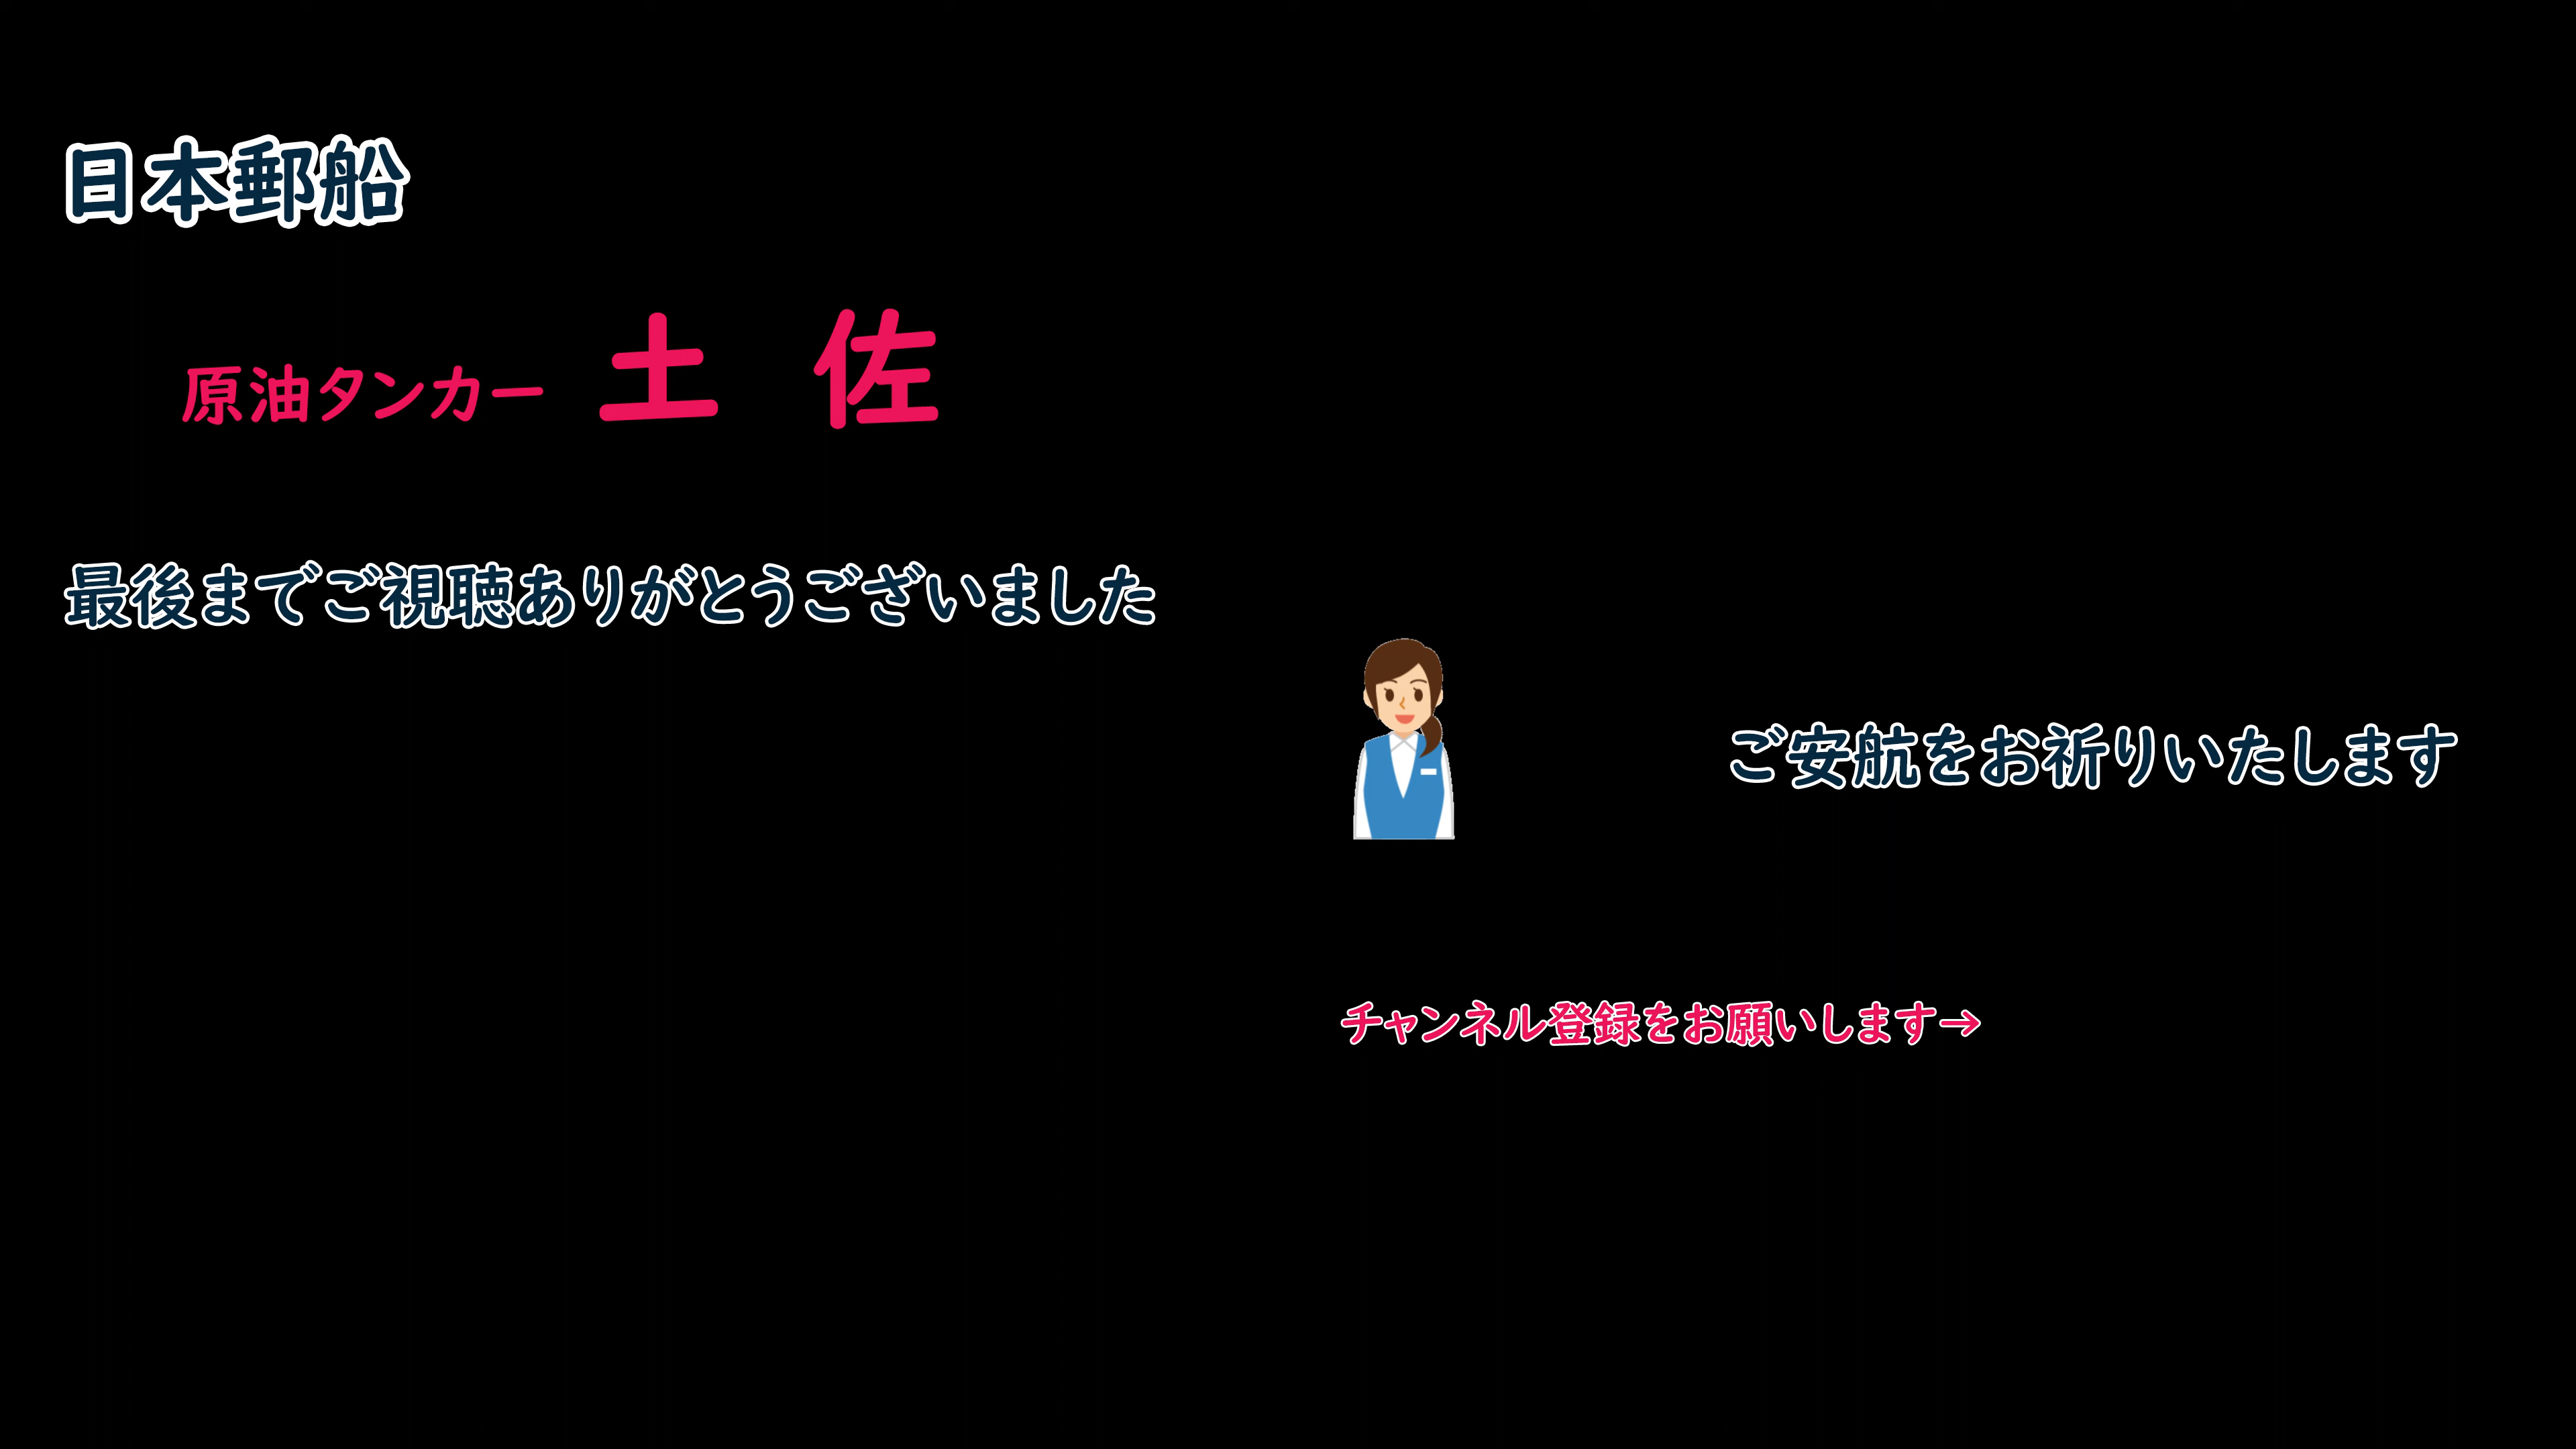 日本郵船
原油タンカー 土 佐
最後までご視聴ありがとうございました
ご安航をお祈りいたします
チャンネル登録をお願いします→